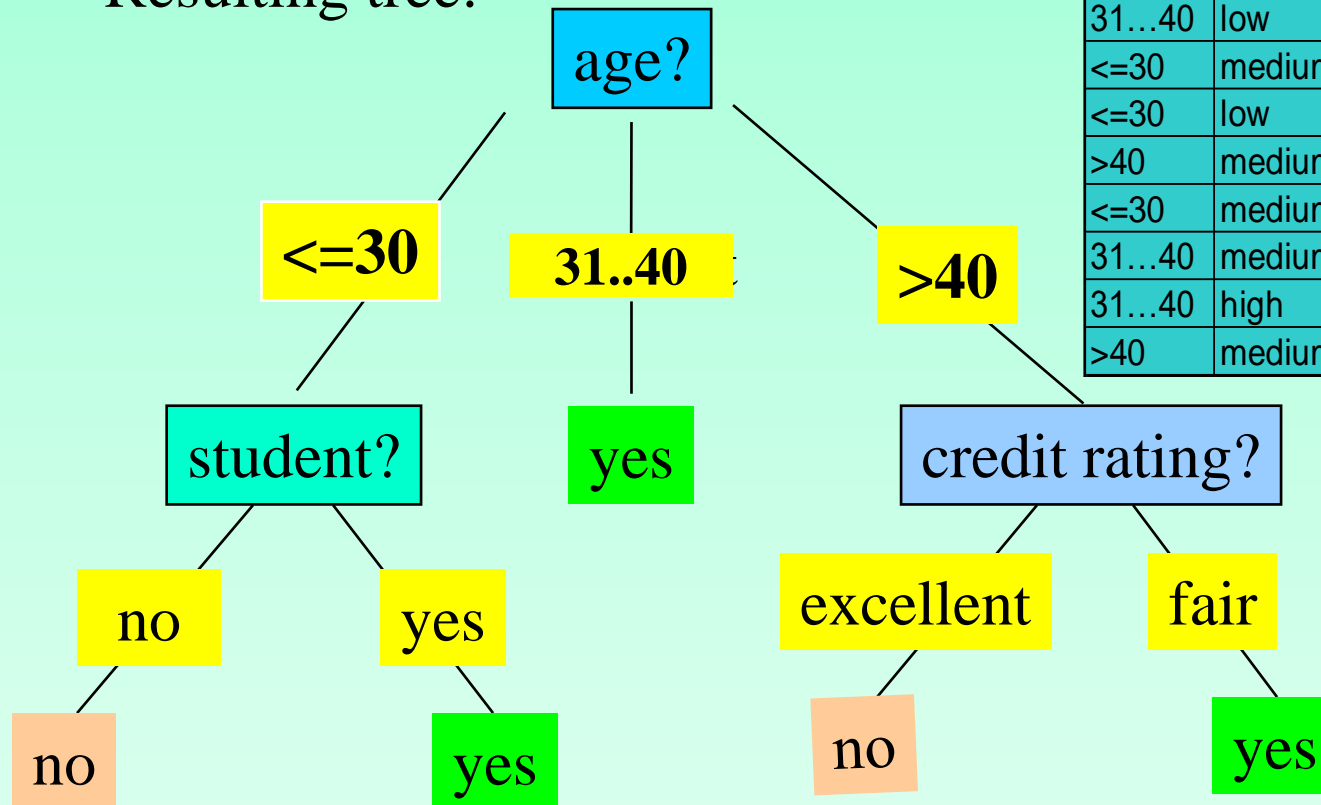 Resulting tree:
age?
<=30
31..40
>40
student?
yes
credit rating?
no
yes
excellent
fair
no
yes
no
yes
31…40 low
<=30
<=30 low
>40
<=30
31…40
31…40 high
>40